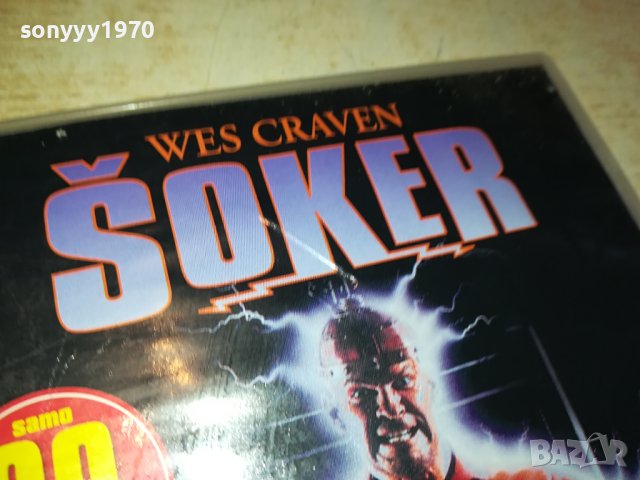 sonyyy1970
WES CRAVEN
ŠOKER
samo
BAZAR